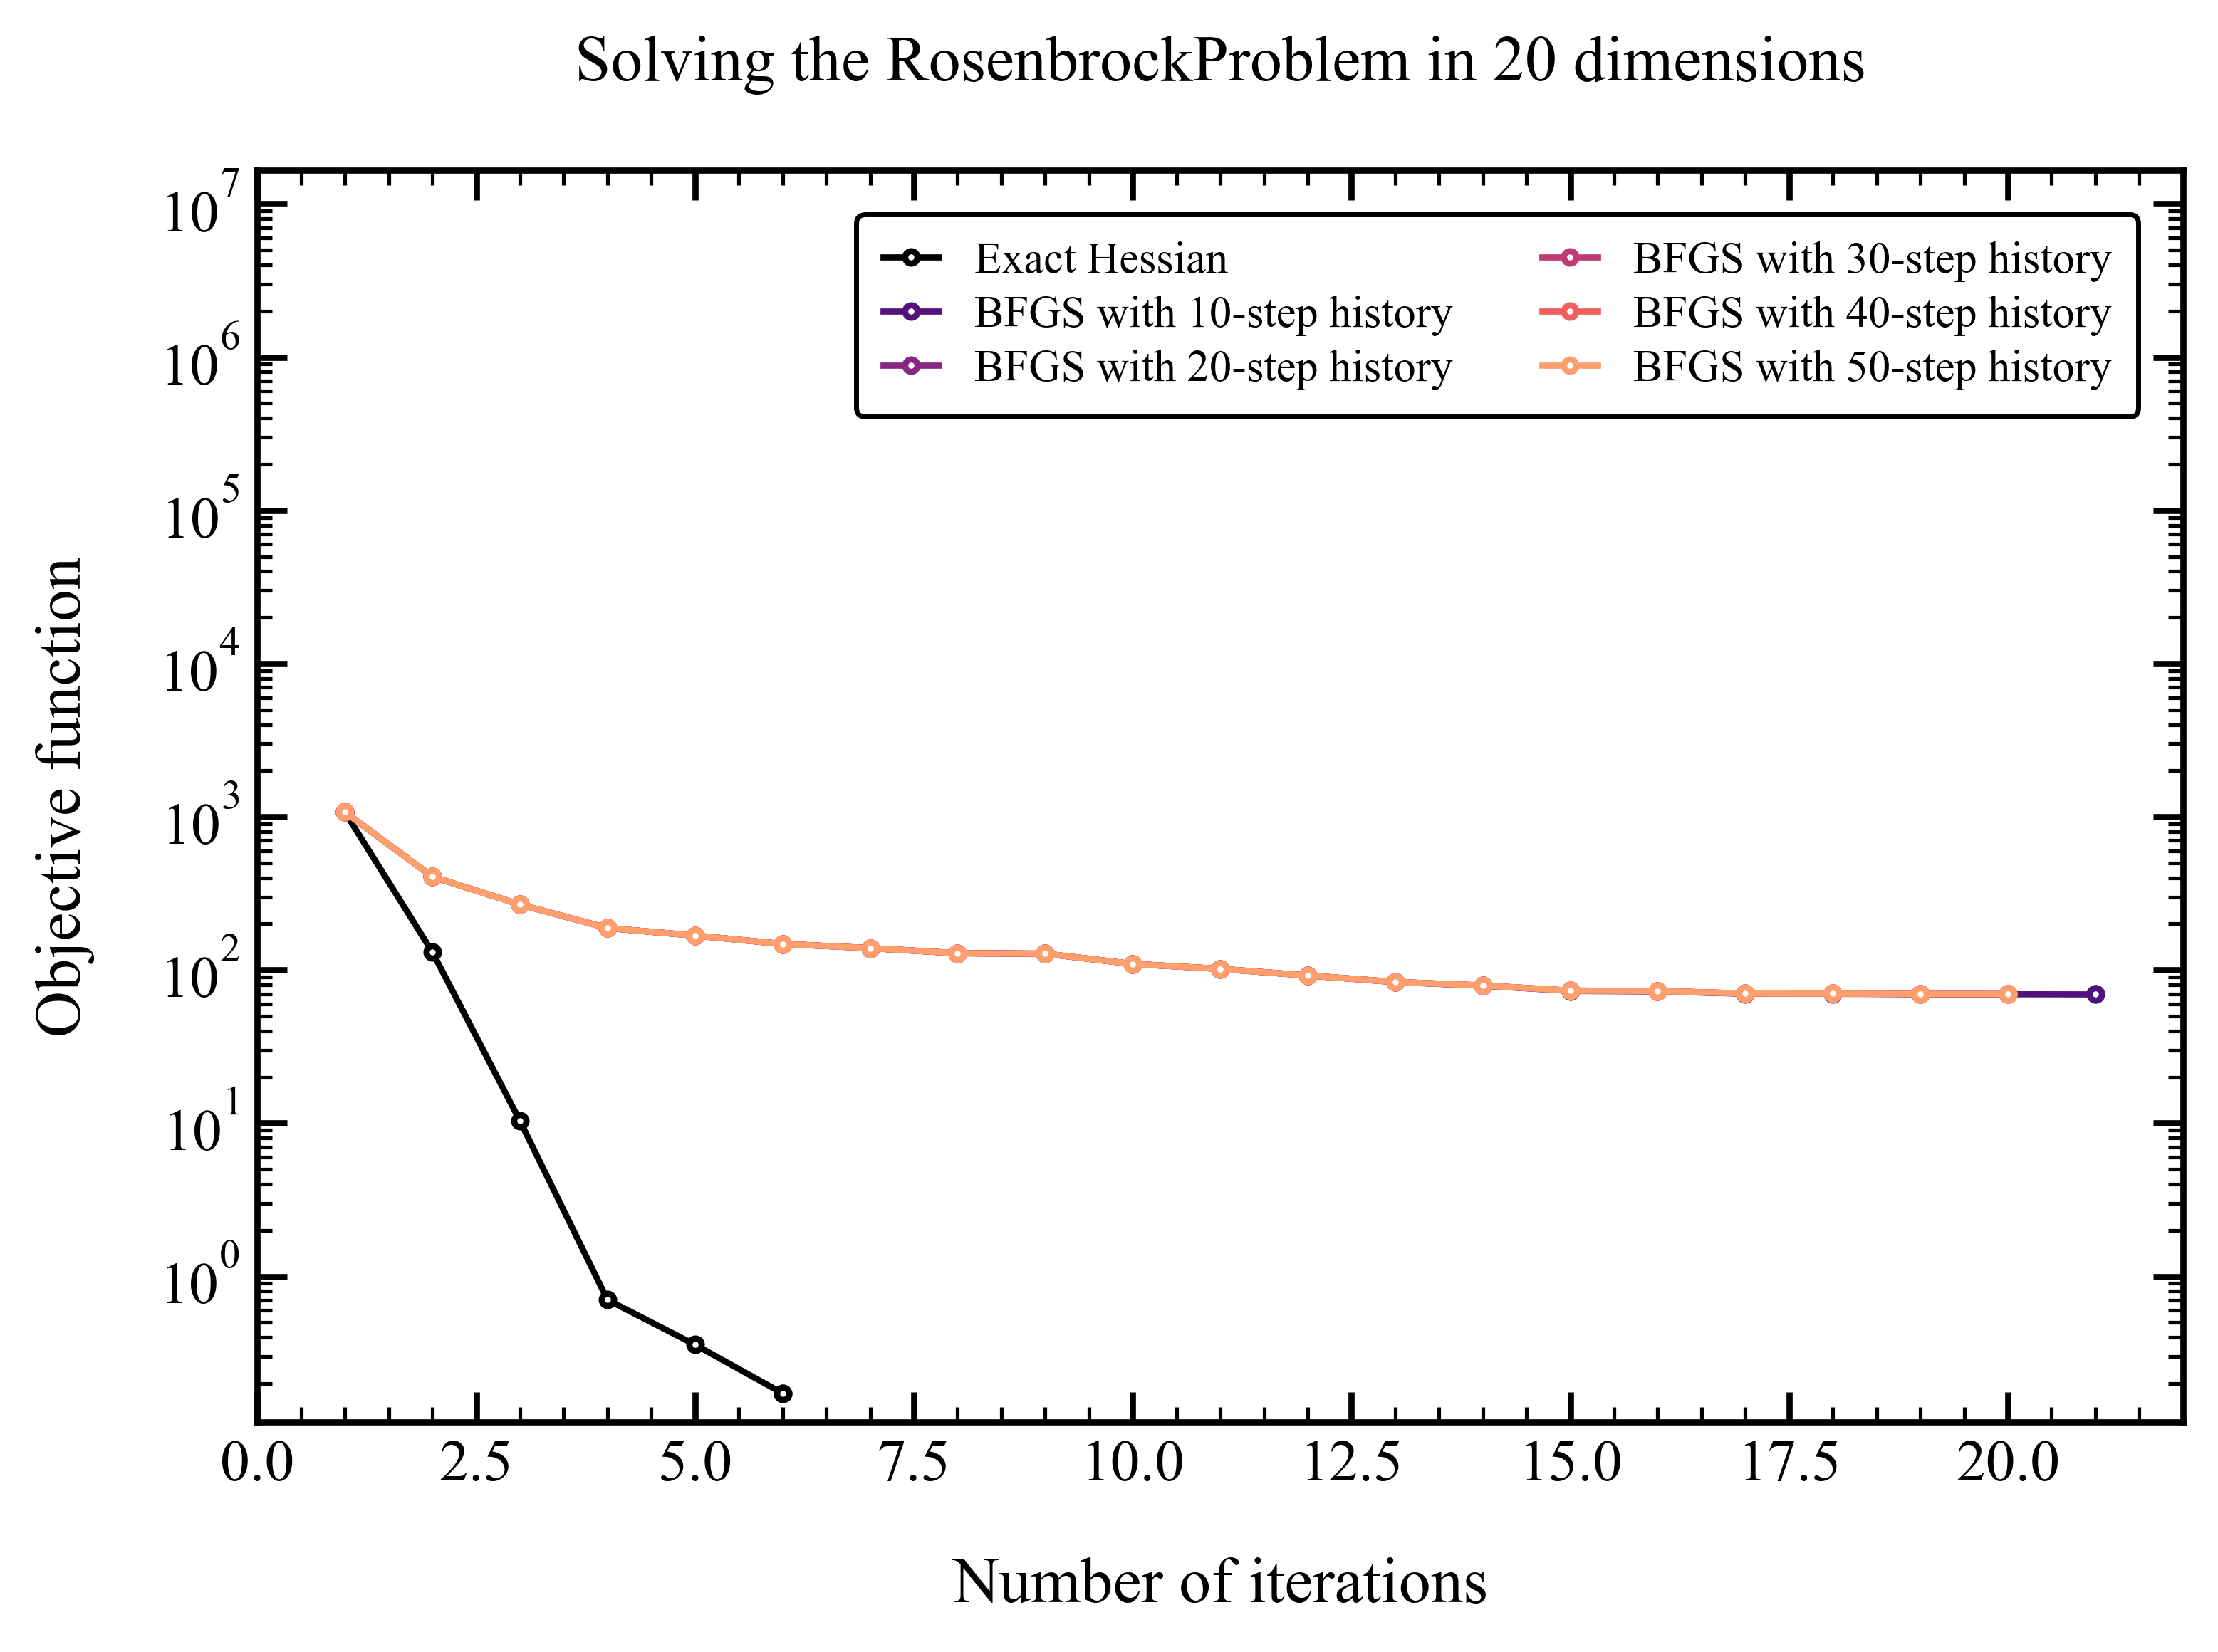 Solving the RosenbrockProblem in 20 dimensions
10^7
10^6
10^5
10^4
10^3
10^2
10^1
10^0
Objective function
Exact Hessian
BFGS with 10-step history
BFGS with 20-step history
BFGS with 30-step history
BFGS with 40-step history
BFGS with 50-step history
0.0 2.5 5.0 7.5 10.0 12.5 15.0 17.5 20.0
Number of iterations